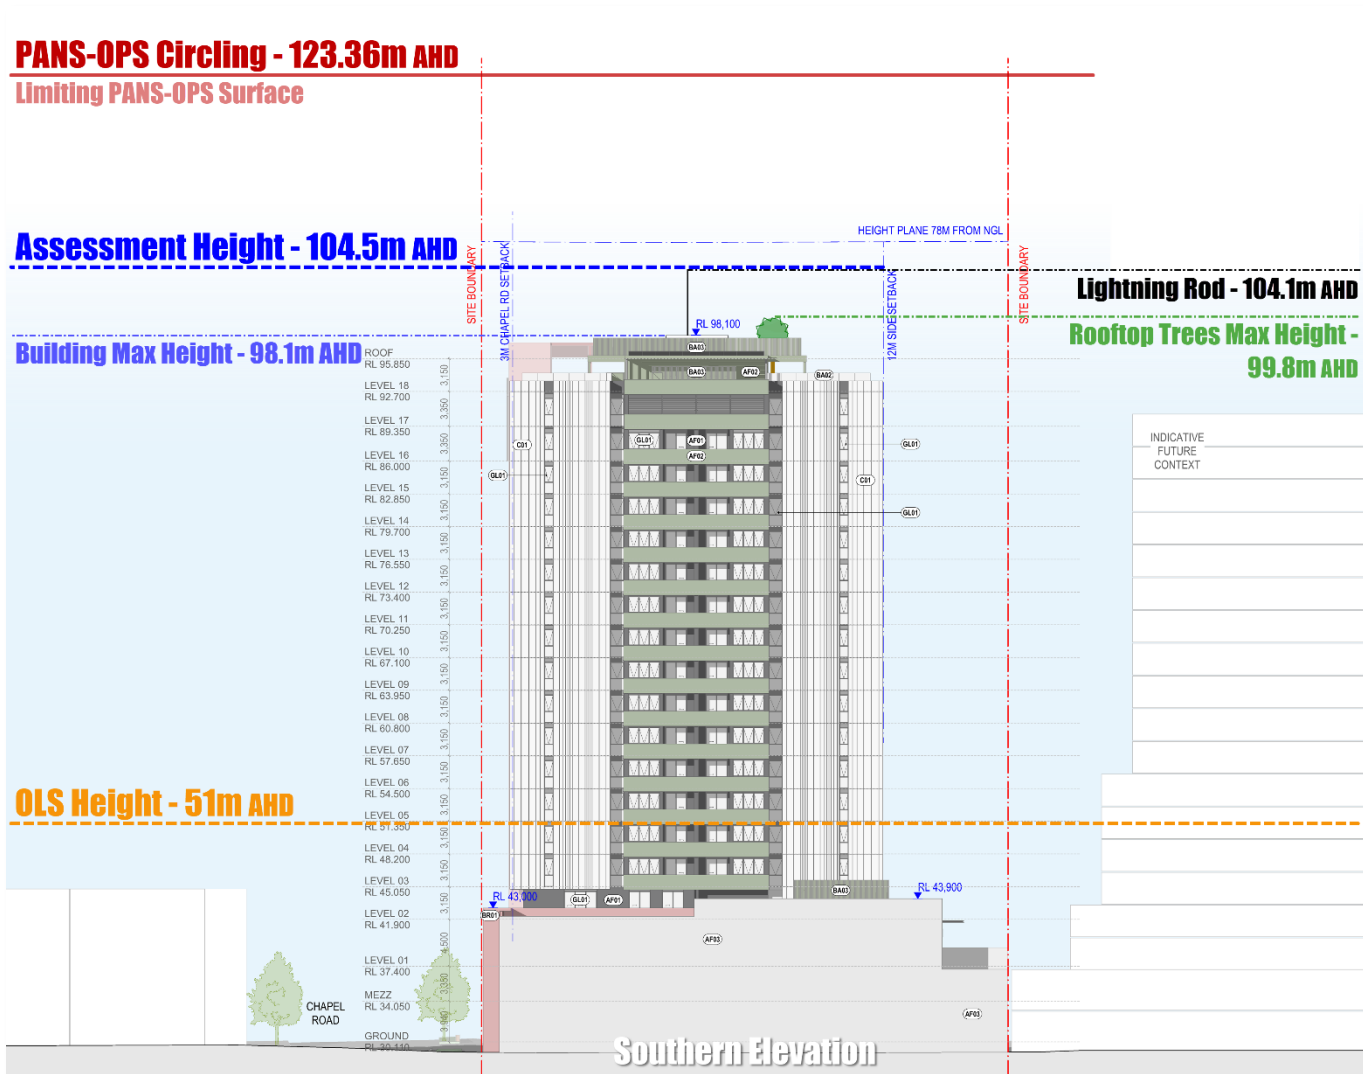 PANS-OPS Circling - 123.36m AHD
Limiting PANS-OPS Surface
HEIGHT PLANE 78M FROM NGL
Assessment Height - 104.5m AHD
SITE BOUNDARY
3M CHAPEL RD SETBACK
12M SIDE SETBACK
SITE BOUNDARY
Lightning Rod - 104.1m AHD
Rooftop Trees Max Height -
99.8m AHD
RL 98,100
Building Max Height - 98.1m AHD
ROOF
RL 95.850
BA03
BA03
AF02
BA02
3,150
LEVEL 18
RL 92.700
3,350
LEVEL 17
RL 89.350
C01
GL01
AF01
GL01
3,350
AF02
LEVEL 16
RL 86.000
GL01
C01
3,150
LEVEL 15
RL 82.850
3,150
GL01
LEVEL 14
RL 79.700
3,150
LEVEL 13
RL 76.550
3,150
LEVEL 12
RL 73.400
3,150
LEVEL 11
RL 70.250
3,150
LEVEL 10
RL 67.100
3,150
LEVEL 09
RL 63.950
3,150
LEVEL 08
RL 60.800
3,150
LEVEL 07
RL 57.650
3,150
LEVEL 06
RL 54.500
3,150
OLS Height - 51m AHD
LEVEL 05
RL 51.350
3,150
LEVEL 04
RL 48.200
3,150
LEVEL 03
RL 45.050
3,150
RL 43,000
GL01
AF01
BA03
RL 43,900
BR01
LEVEL 02
RL 41.900
4,500
AF03
LEVEL 01
RL 37.400
3,350
MEZZ
RL 34.050
3,940
AF03
CHAPEL
ROAD
GROUND
RL 30.110
INDICATIVE
FUTURE
CONTEXT
Southern Elevation